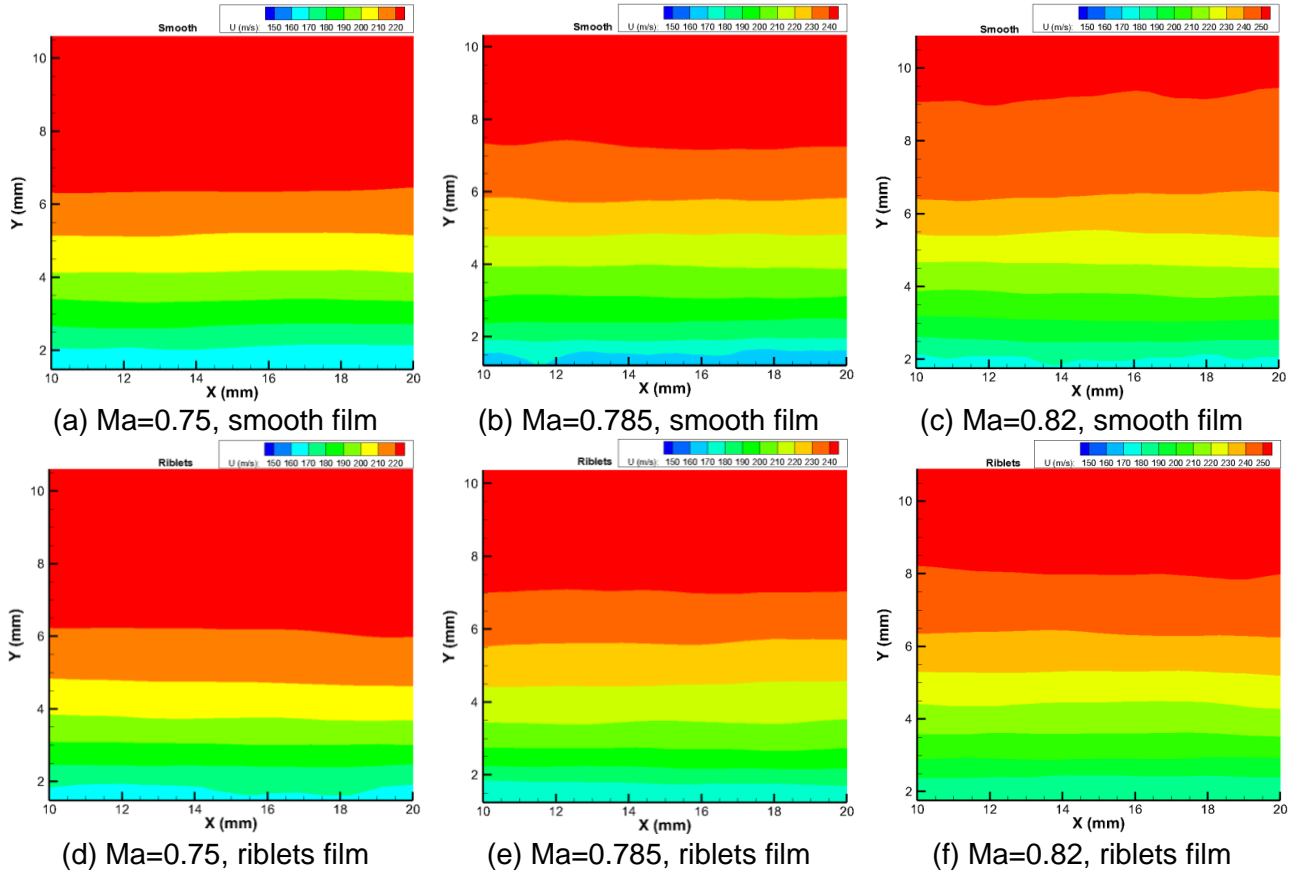 Smooth
U (m/s): 150 160 170 180 190 200 210 220
10
8
6
4
2
Y (mm)
10 12 14 16 18 20
X (mm)
(a) Ma=0.75, smooth film
Smooth
U (m/s): 150 160 170 180 190 200 210 220 230 240
10
8
6
4
2
Y (mm)
10 12 14 16 18 20
X (mm)
(b) Ma=0.785, smooth film
Smooth
U (m/s): 150 160 170 180 190 200 210 220 230 240 250
10
8
6
4
2
Y (mm)
10 12 14 16 18 20
X (mm)
(c) Ma=0.82, smooth film
Riblets
U (m/s): 150 160 170 180 190 200 210 220
10
8
6
4
2
Y (mm)
10 12 14 16 18 20
X (mm)
(d) Ma=0.75, riblets film
Riblets
U (m/s): 150 160 170 180 190 200 210 220 230 240
10
8
6
4
2
Y (mm)
10 12 14 16 18 20
X (mm)
(e) Ma=0.785, riblets film
Riblets
U (m/s): 150 160 170 180 190 200 210 220 230 240 250
10
8
6
4
2
Y (mm)
10 12 14 16 18 20
X (mm)
(f) Ma=0.82, riblets film